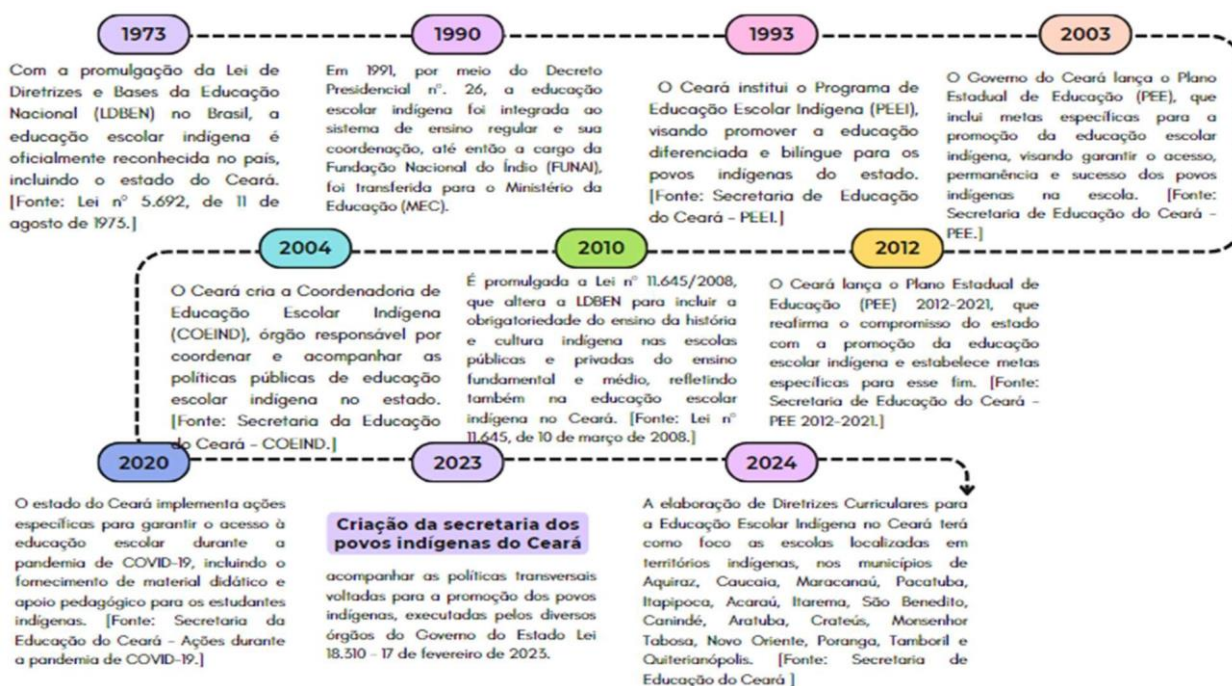 1973
Com a promulgação da Lei de
Diretrizes e Bases da Educação
Nacional (LDBEN) no Brasil, a
educação escolar indígena é
oficialmente reconhecida no país,
incluindo o estado do Ceará.
[Fonte: Lei nº 5.692, de 11 de
agosto de 1973.]
1990
Em 1991, por meio do Decreto
Presidencial nº. 26, a educação
escolar indígena foi integrada ao
sistema de ensino regular e sua
coordenação, até então a cargo da
Fundação Nacional do Índio (FUNAI),
foi transferida para o Ministério da
Educação (MEC).
1993
O Ceará institui o Programa de
Educação Escolar Indígena (PEEI),
visando promover a educação
diferenciada e bilíngue para os
povos indígenas do estado.
[Fonte: Secretaria de Educação
do Ceará - PEEI.]
2003
O Governo do Ceará lança o Plano
Estadual de Educação (PEE), que
inclui metas específicas para a
promoção da educação escolar
indígena, visando garantir o acesso,
permanência e sucesso dos povos
indígenas na escola. [Fonte:
Secretaria de Educação do Ceará -
PEE.]
2004
O Ceará cria a Coordenadoria de
Educação Escolar Indígena
(COEIND), órgão responsável por
coordenar e acompanhar as
políticas públicas de educação
escolar indígena no estado.
[Fonte: Secretaria da Educação
do Ceará - COEIND.]
2010
É promulgada a Lei nº 11.645/2008,
que altera a LDBEN para incluir a
obrigatoriedade do ensino da história
e cultura indígena nas escolas
públicas e privadas do ensino
fundamental e médio, refletindo
também na educação escolar
indígena no Ceará. [Fonte: Lei nº
11.645, de 10 de março de 2008.]
2012
O Ceará lança o Plano Estadual de
Educação (PEE) 2012-2021, que
reafirma o compromisso do estado
com a promoção da educação
escolar indígena e estabelece metas
específicas para esse fim. [Fonte:
Secretaria de Educação do Ceará -
PEE 2012-2021.]
2020
O estado do Ceará implementa ações
específicas para garantir o acesso à
educação escolar durante a
pandemia de COVID-19, incluindo o
fornecimento de material didático e
apoio pedagógico para os estudantes
indígenas. [Fonte: Secretaria da
Educação do Ceará - Ações durante
a pandemia de COVID-19.]
2023
Criação da secretaria dos
povos indígenas do Ceará
acompanhar as políticas transversais
voltadas para a promoção dos povos
indígenas, executadas pelos diversos
órgãos do Governo do Estado Lei
18.310 - 17 de fevereiro de 2023.
2024
A elaboração de Diretrizes Curriculares para
a Educação Escolar Indígena no Ceará terá
como foco as escolas localizadas em
territórios indígenas, nos municípios de
Aquiraz, Caucaia, Maracanaú, Pacatuba,
Itapipoca, Acaraú, Itarema, São Benedito,
Canindé, Aratuba, Crateús, Monsenhor
Tabosa, Novo Oriente, Poranga, Tamboril e
Quiterianópolis. [Fonte: Secretaria de
Educação do Ceará ]